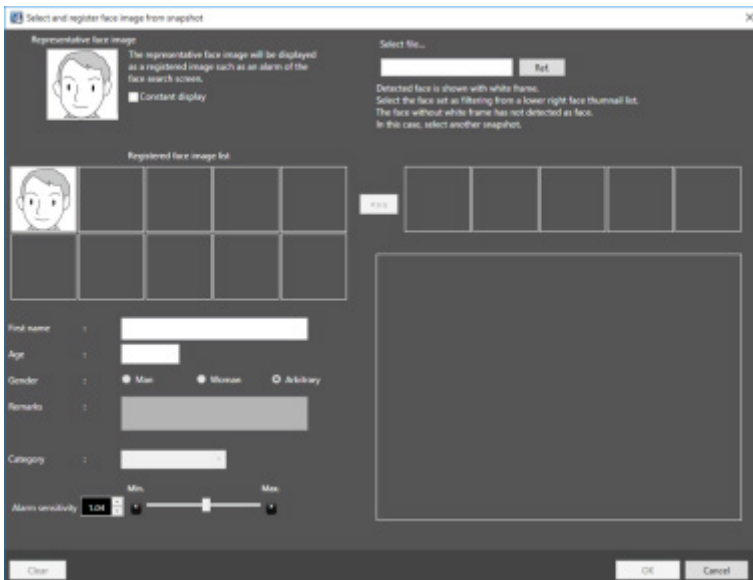 Select and register face image from snapshot
Representative face image
The representative face image will be displayed
as a registered image such as an alarm of the
face search screen.
Constant display
Select file...
Ref.
Detected face is shown with white frame.
Select the face set as filtering from a lower right face thumnail list.
The face without white frame has not detected as face.
In this case, select another snapshot.
Registered face image list
First name :
Age :
Gender : Man Woman Arbitrary
Remarks :
Category :
Min. Max.
Alarm sensitivity 1.04
Clear OK Cancel